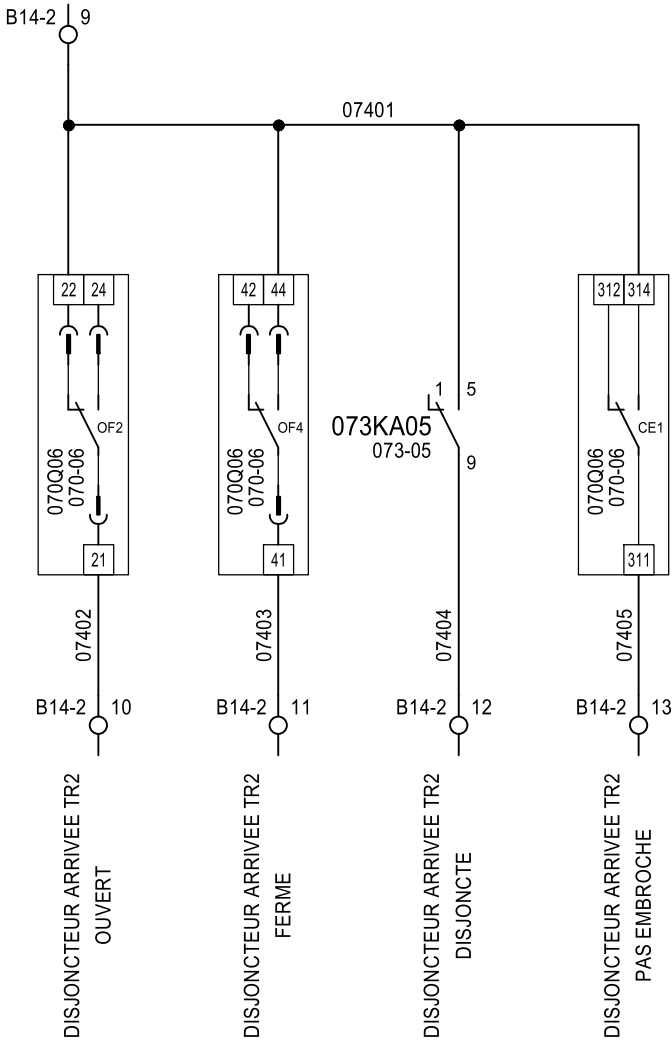 B14-2 9
07401
22 24
42 44
312 314
OF2
OF4
073KA05
073-05
1 5
9
CE1
070Q06
070-06
070Q06
070-06
070Q06
070-06
21
41
311
07402
07403
07404
07405
B14-2 10
B14-2 11
B14-2 12
B14-2 13
DISJONCTEUR ARRIVEE TR2
OUVERT
DISJONCTEUR ARRIVEE TR2
FERME
DISJONCTEUR ARRIVEE TR2
DISJONCTE
DISJONCTEUR ARRIVEE TR2
PAS EMBROCHE